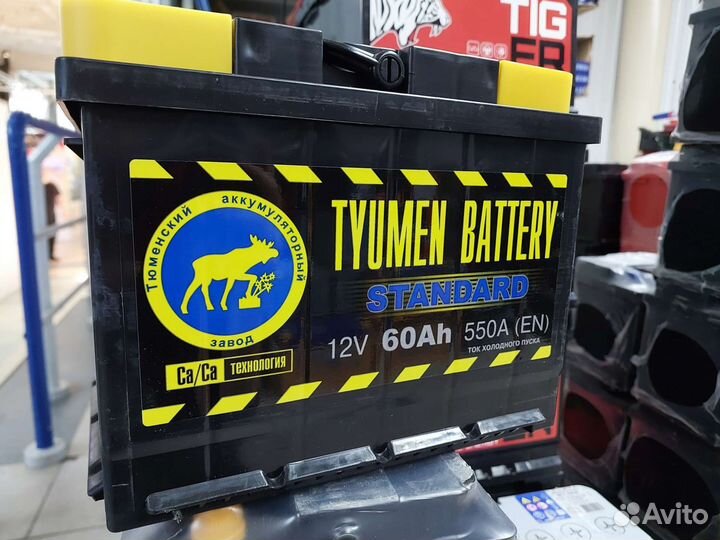 TIG
ER
Тюменский аккумуляторный
завод
Ca/Ca технология
TYUMEN BATTERY
STANDARD
12V 60Ah 550A (EN)
ТОК ХОЛОДНОГО ПУСКА
Avito